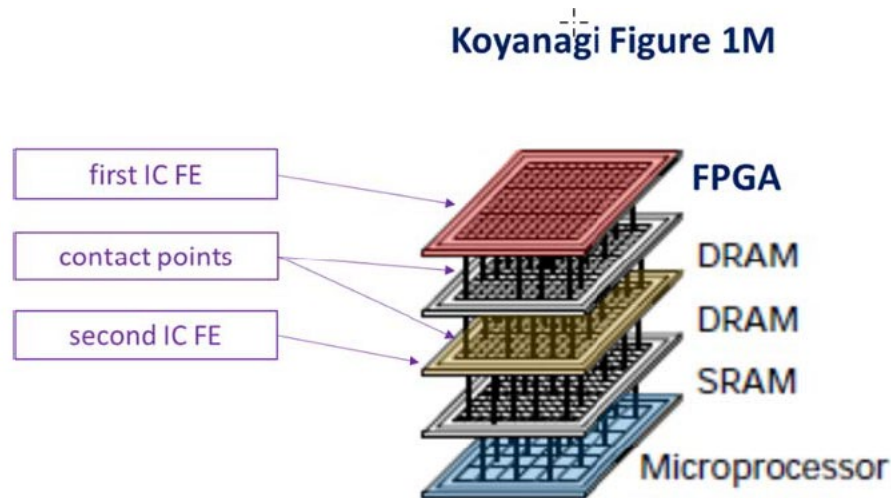 Koyanagi Figure 1M
first IC FE
FPGA
contact points
DRAM
second IC FE
DRAM
SRAM
Microprocessor